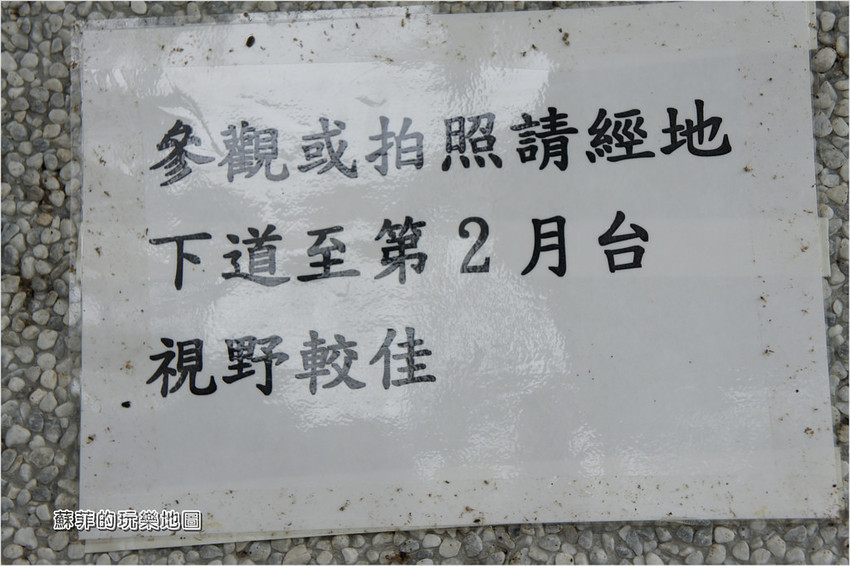 參觀或拍照請經地
下道至第2月台
視野較佳
蘇菲的玩樂地圖